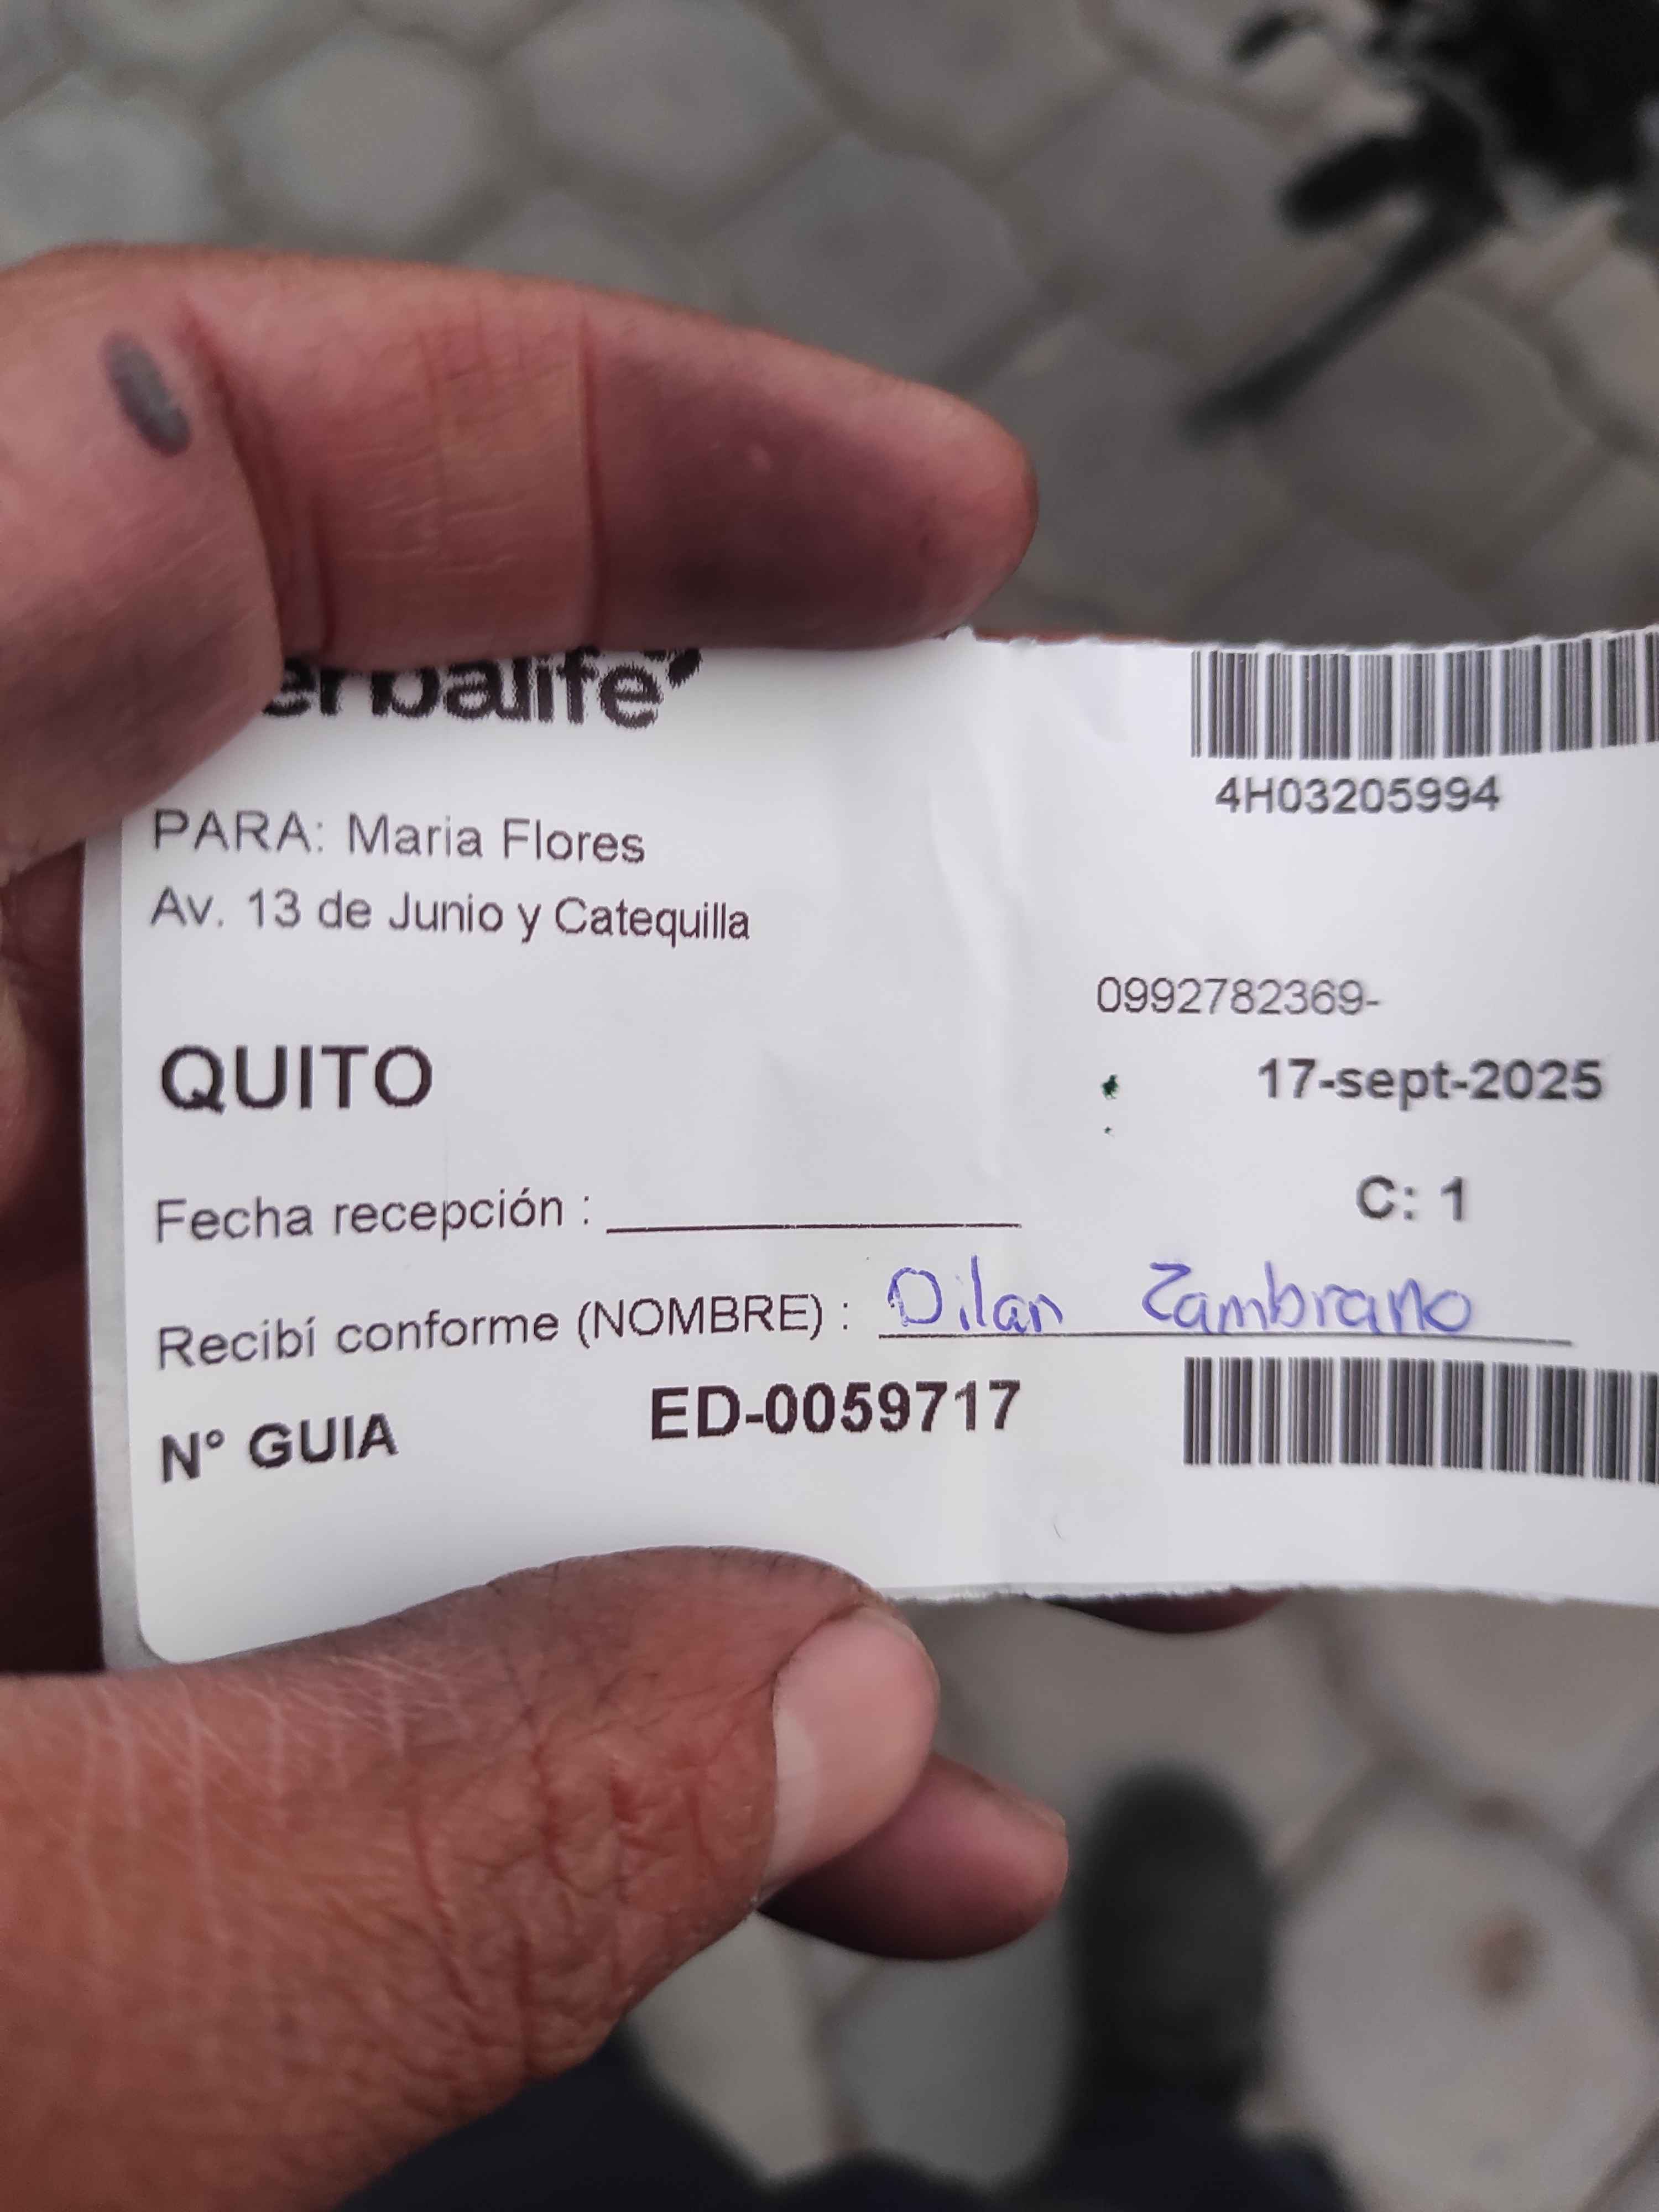 erbalife
4H03205994
PARA: Maria Flores
Av. 13 de Junio y Catequilla
0992782369-
QUITO
17-sept-2025
C: 1
Fecha recepción :
Recibí conforme (NOMBRE) : Dilan Zambrano
N° GUIA ED-0059717